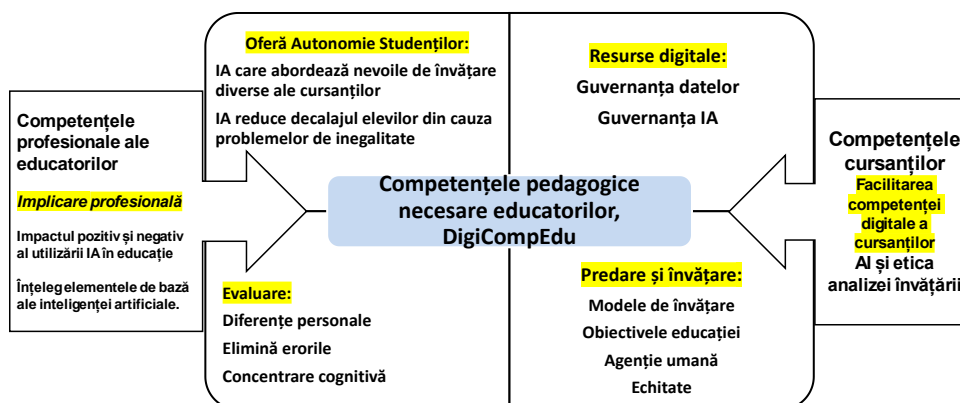 Competențele
profesionale ale
educatorilor
Implicare profesională
Impactul pozitiv și negativ
al utilizării IA în educație
Înțeleg elementele de bază
ale inteligenței artificiale.
Oferă Autonomie Studenților:
IA care abordează nevoile de învățare
diverse ale cursanților
IA reduce decalajul elevilor din cauza
problemelor de inegalitate
Resurse digitale:
Guvernanța datelor
Guvernanța IA
Competențele pedagogice
necesare educatorilor,
DigiCompEdu
Evaluare:
Diferențe personale
Elimină erorile
Concentrare cognitivă
Predare și învățare:
Modele de învățare
Obiectivele educației
Agenție umană
Echitate
Competențele
cursanților
Facilitarea
competenței
digitale a
cursanților
AI și etica
analizei învățării